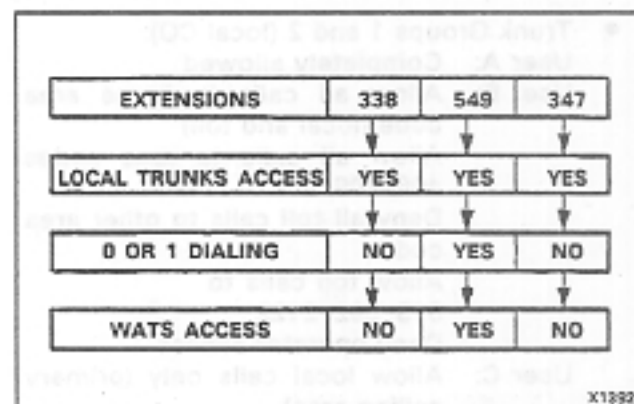 EXTENSIONS 338 549 347
LOCAL TRUNKS ACCESS YES YES YES
0 OR 1 DIALING NO YES NO
WATS ACCESS NO YES NO
X1392